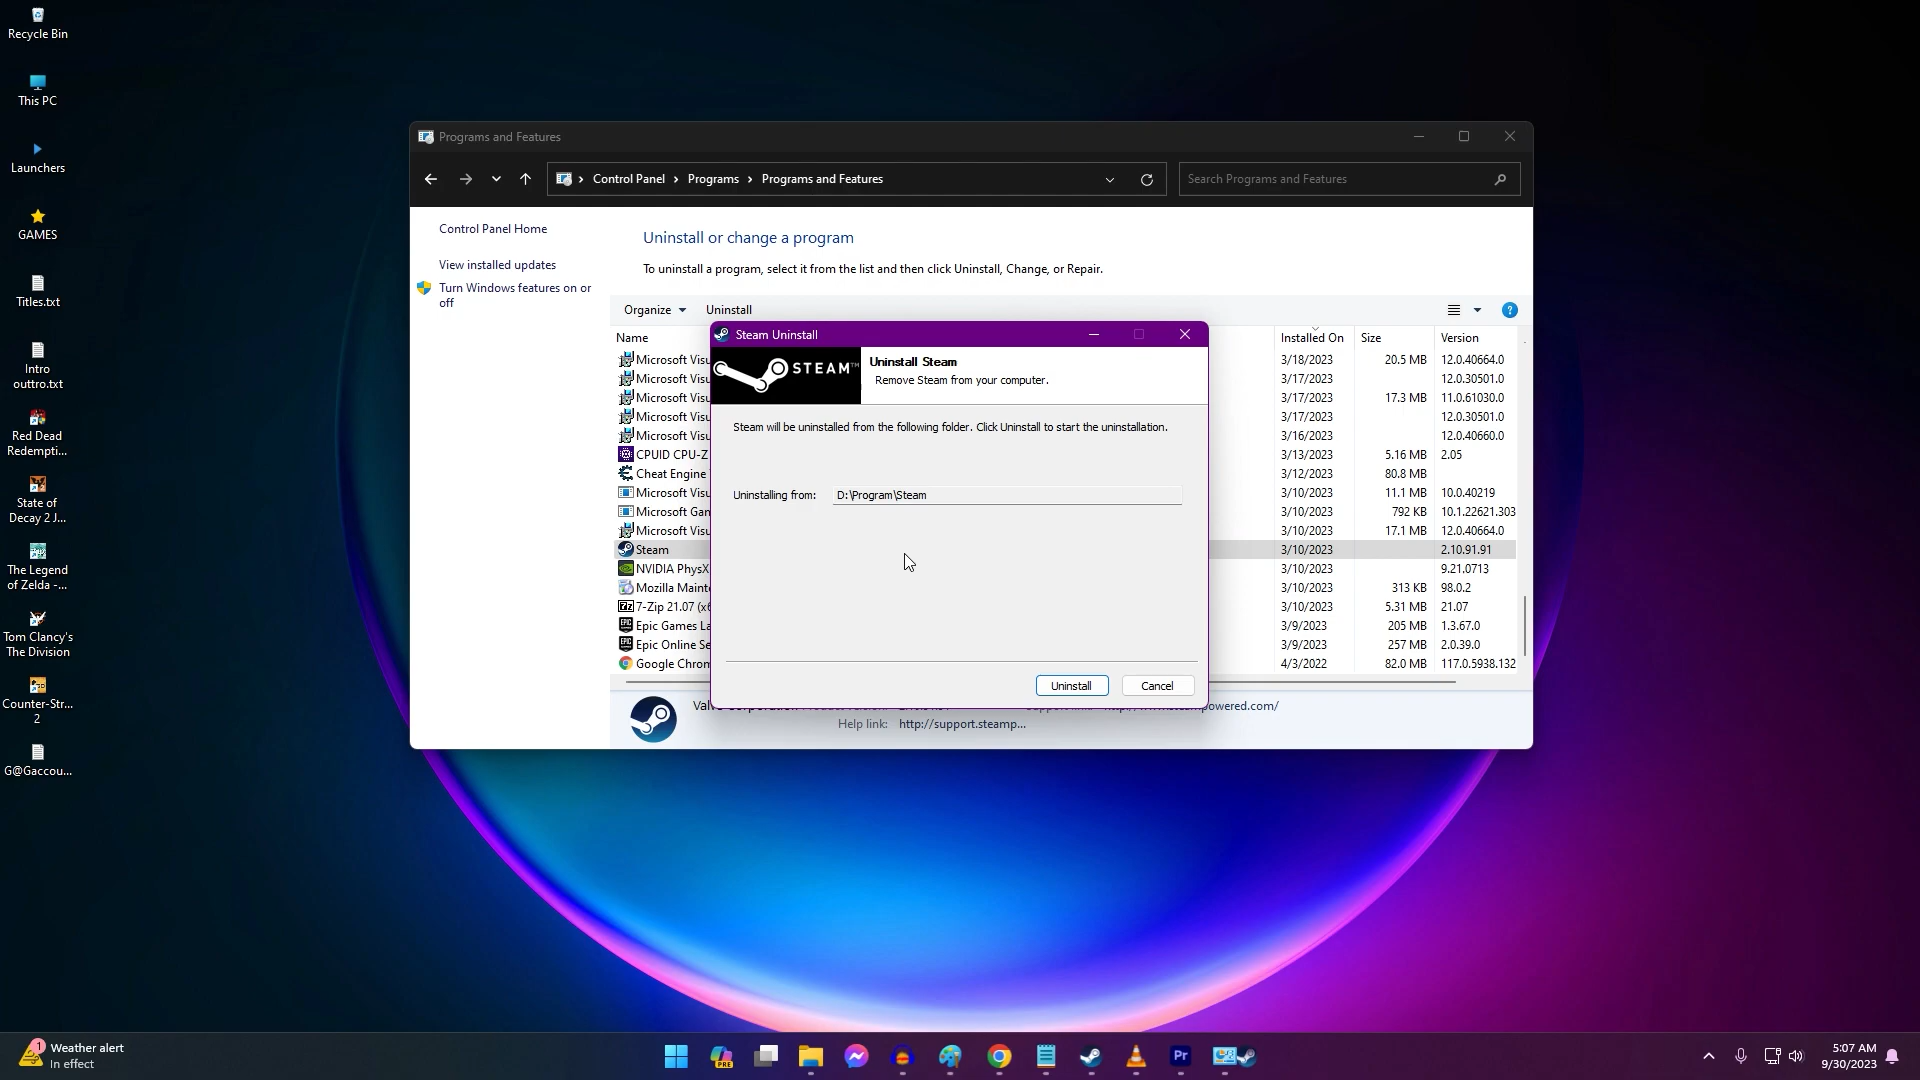 Recycle Bin
This PC
Launchers
GAMES
Titles.txt
Intro
outtro.txt
Red Dead
Redempti...
State of
Decay 2 J...
The Legend
of Zelda -...
Tom Clancy's
The Division
Counter-Str...
2
G@Gaccou...
Programs and Features
Control Panel > Programs > Programs and Features
Search Programs and Features
Control Panel Home
View installed updates
Turn Windows features on or
off
Uninstall or change a program
To uninstall a program, select it from the list and then click Uninstall, Change, or Repair.
Organize
Uninstall
Name
Installed On
Size
Version
Microsoft Visu 3/18/2023 20.5 MB 12.0.40664.0
Microsoft Visu 3/17/2023 12.0.30501.0
Microsoft Visu 3/17/2023 17.3 MB 11.0.61030.0
Microsoft Visu 3/17/2023 12.0.30501.0
Microsoft Visu 3/16/2023 12.0.40660.0
CPUID CPU-Z 3/13/2023 5.16 MB 2.05
Cheat Engine 3/12/2023 80.8 MB
Microsoft Visu 3/10/2023 11.1 MB 10.0.40219
Microsoft Gam 3/10/2023 792 KB 10.1.22621.303
Microsoft Visu 3/10/2023 17.1 MB 12.0.40664.0
Steam 3/10/2023 2.10.91.91
NVIDIA PhysX 3/10/2023 9.21.0713
Mozilla Mainte 3/10/2023 313 KB 98.0.2
7-Zip 21.07 (x6 3/10/2023 5.31 MB 21.07
Epic Games La 3/9/2023 205 MB 1.3.67.0
Epic Online Se 3/9/2023 257 MB 2.0.39.0
Google Chrom 4/3/2022 82.0 MB 117.0.5938.132
Steam Uninstall
STEAM™
Uninstall Steam
Remove Steam from your computer.
Steam will be uninstalled from the following folder. Click Uninstall to start the uninstallation.
Uninstalling from: D:\Program\Steam
Uninstall
Cancel
powered.com/
Help link: http://support.steamp...
1
Weather alert
In effect
PRE
Pr
5:07 AM
9/30/2023